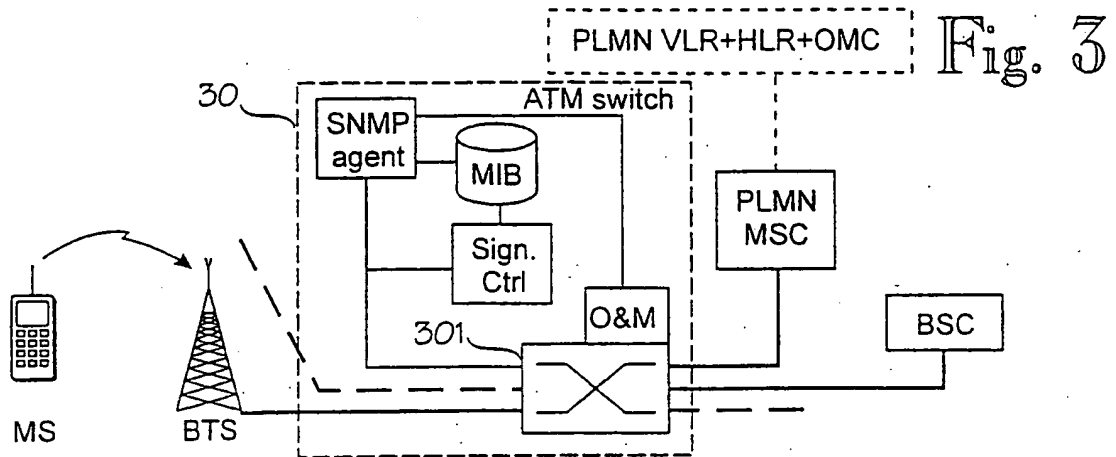 PLMN VLR+HLR+OMC
Fig. 3
30
ATM switch
SNMP
agent
MIB
PLMN
MSC
Sign.
Ctrl
O&M
BSC
301
MS
BTS